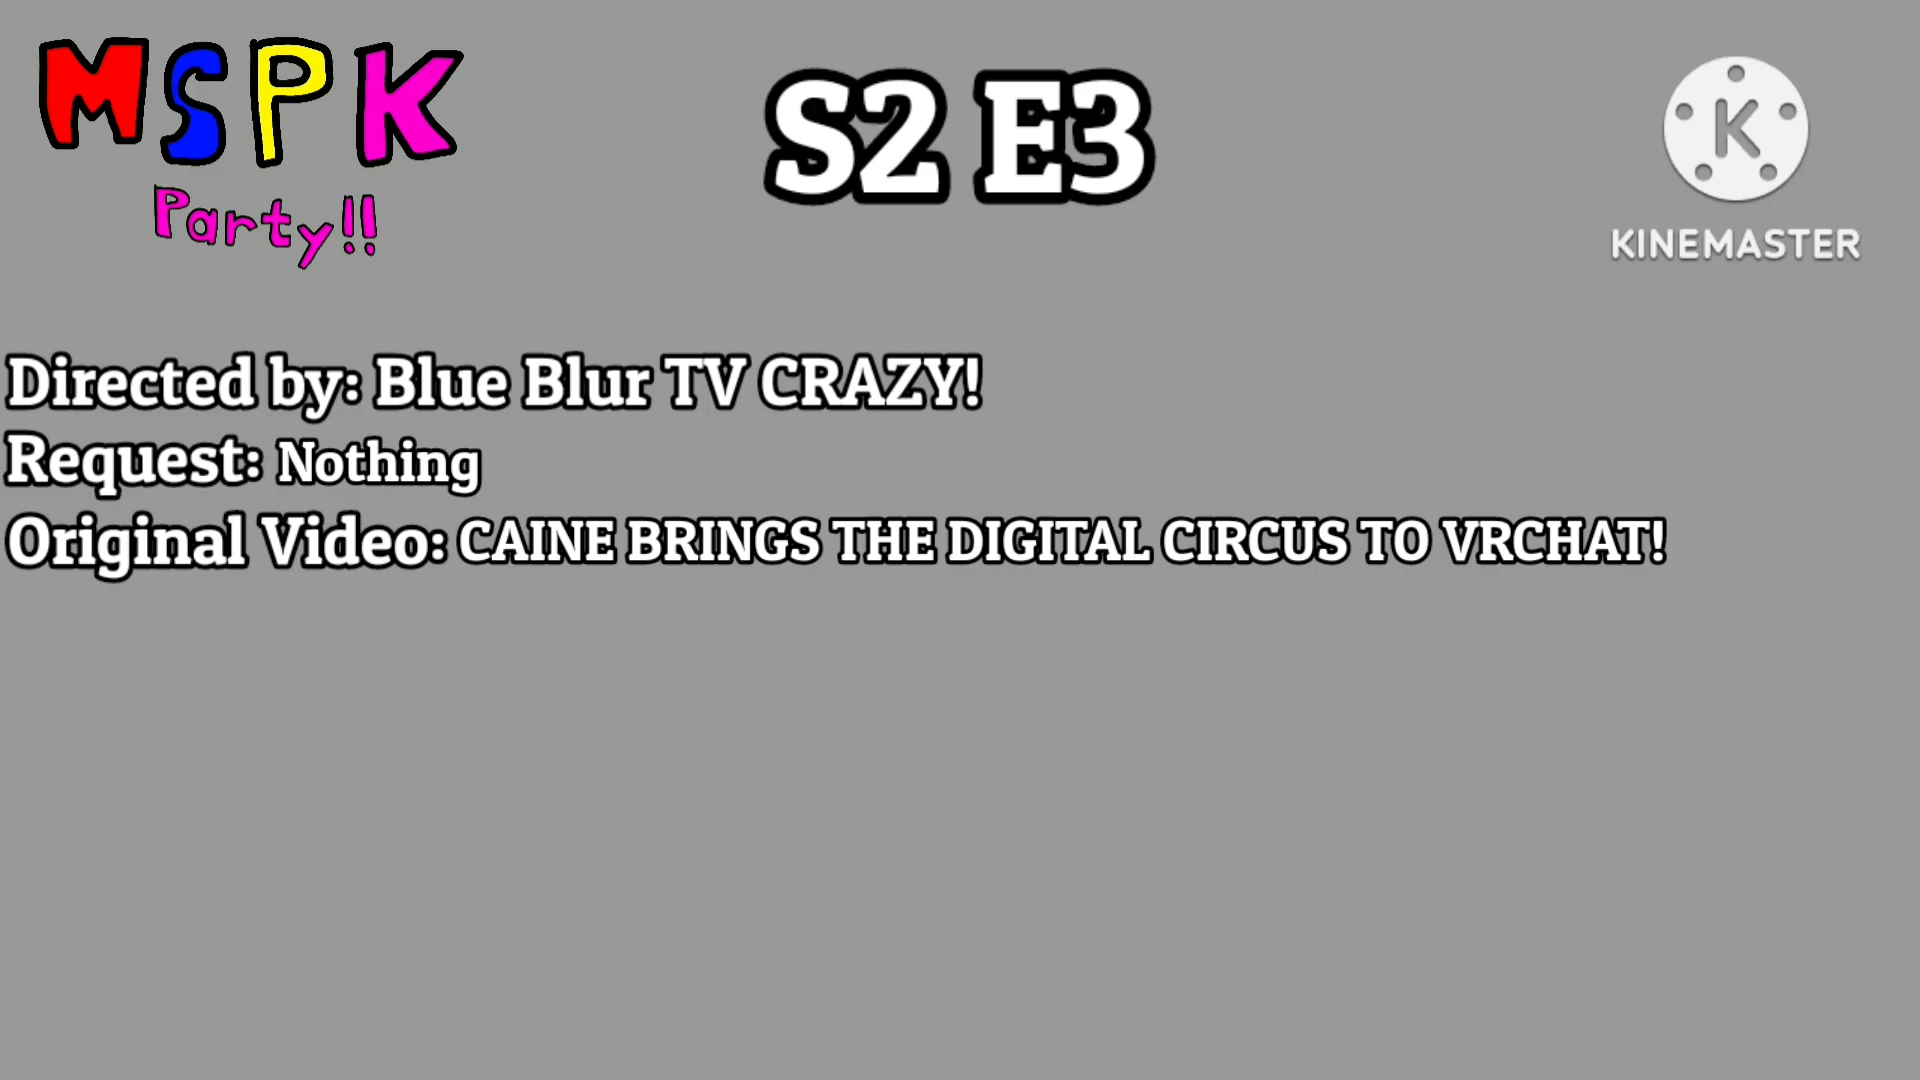 MSPK
Party!!
S2 E3
K
KINEMASTER
Directed by: Blue Blur TV CRAZY!
Request: Nothing
Original Video: CAINE BRINGS THE DIGITAL CIRCUS TO VRCHAT!